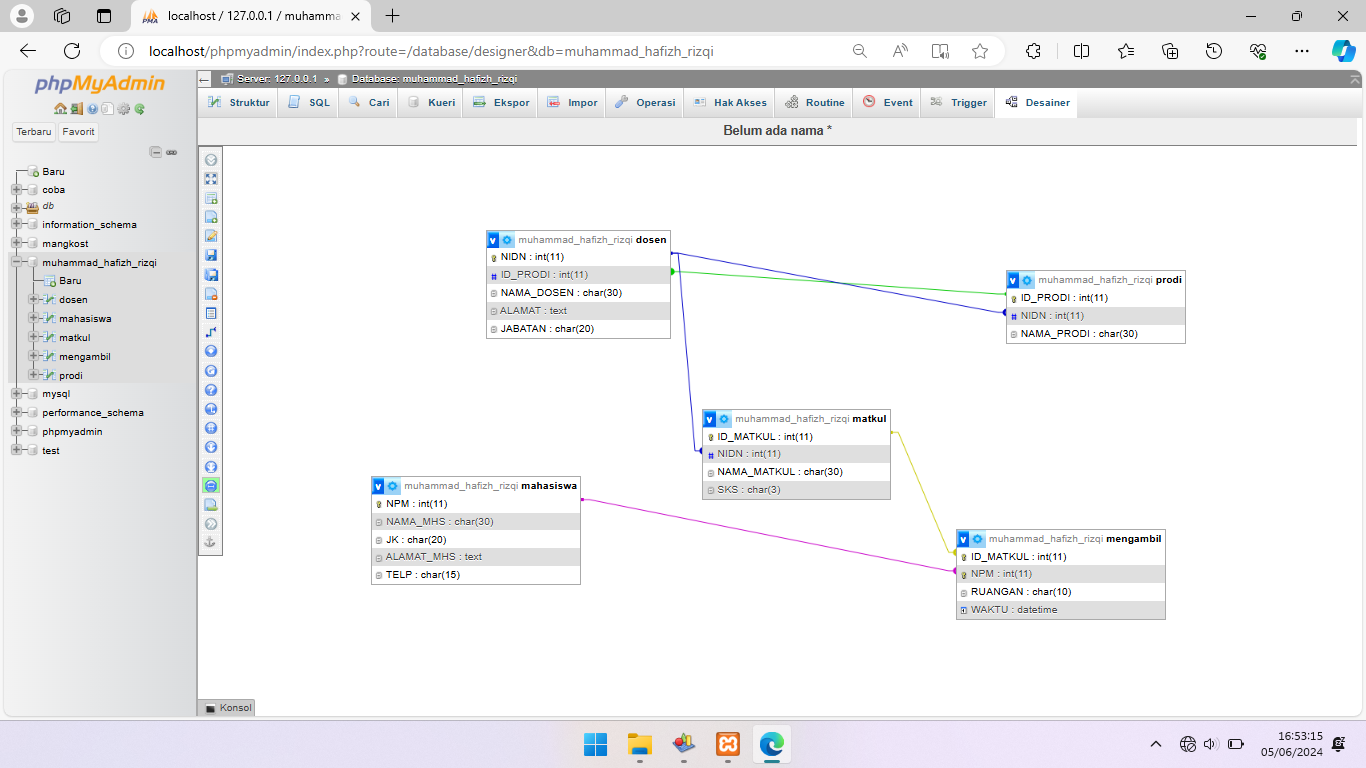 localhost / 127.0.0.1 / muhamma
localhost/phpmyadmin/index.php?route=/database/designer&db=muhammad_hafizh_rizqi
phpMyAdmin
Terbaru Favorit
Baru
coba
db
information_schema
mangkost
muhammad_hafizh_rizqi
Baru
dosen
mahasiswa
matkul
mengambil
prodi
mysql
performance_schema
phpmyadmin
test
Server: 127.0.0.1 » Database: muhammad_hafizh_rizqi
Struktur SQL Cari Kueri Ekspor Impor Operasi Hak Akses Routine Event Trigger Desainer
Belum ada nama *
muhammad_hafizh_rizqi dosen
NIDN : int(11)
ID_PRODI : int(11)
NAMA_DOSEN : char(30)
ALAMAT : text
JABATAN : char(20)
muhammad_hafizh_rizqi prodi
ID_PRODI : int(11)
NIDN : int(11)
NAMA_PRODI : char(30)
muhammad_hafizh_rizqi matkul
ID_MATKUL : int(11)
NIDN : int(11)
NAMA_MATKUL : char(30)
SKS : char(3)
muhammad_hafizh_rizqi mahasiswa
NPM : int(11)
NAMA_MHS : char(30)
JK : char(20)
ALAMAT_MHS : text
TELP : char(15)
muhammad_hafizh_rizqi mengambil
ID_MATKUL : int(11)
NPM : int(11)
RUANGAN : char(10)
WAKTU : datetime
Konsol
16:53:15
05/06/2024